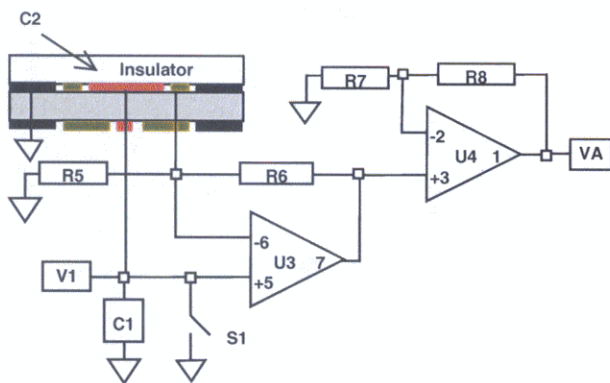 C2
Insulator
R7
R8
-2
U4
1
VA
+3
R5
R6
-6
U3
7
V1
+5
C1
S1